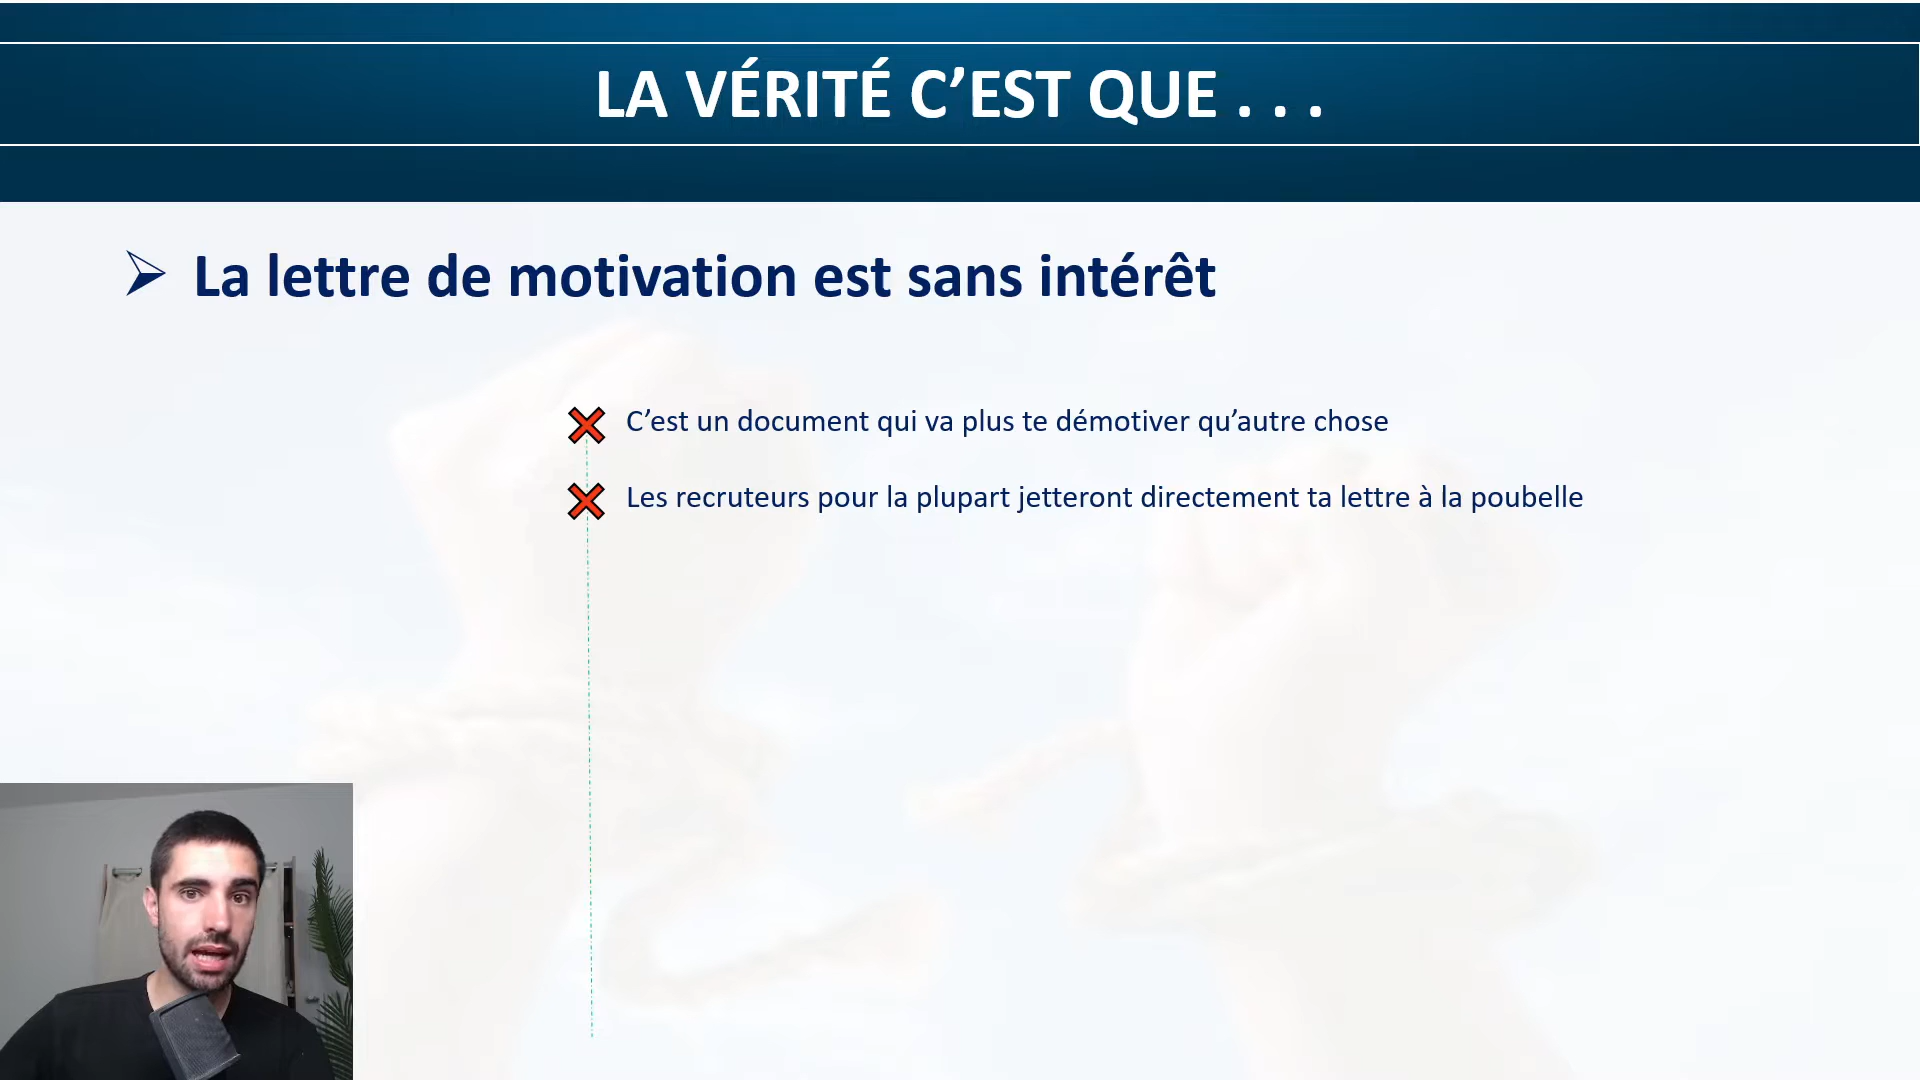 LA VÉRITÉ C’EST QUE . . .
La lettre de motivation est sans intérêt
C’est un document qui va plus te démotiver qu’autre chose
Les recruteurs pour la plupart jetteront directement ta lettre à la poubelle